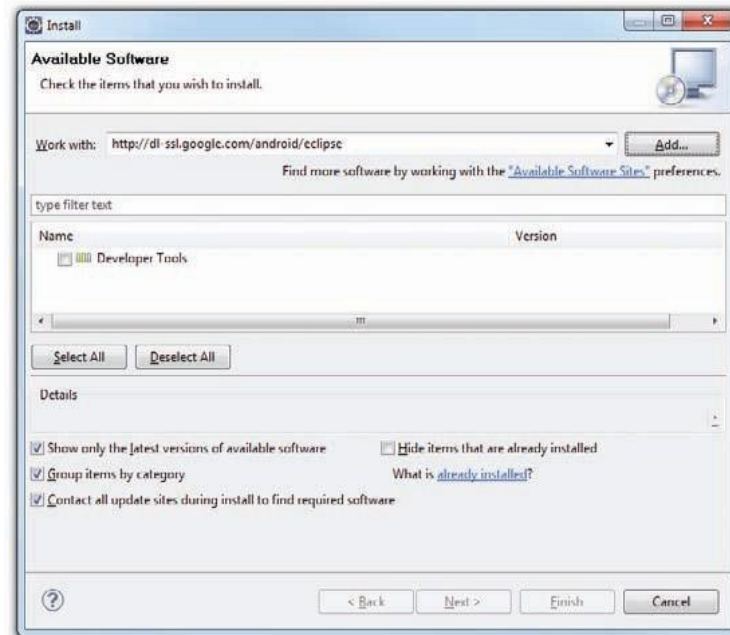 Install
Available Software
Check the items that you wish to install.
Work with: http://dl-ssl.google.com/android/eclipse Add...
Find more software by working with the "Available Software Sites" preferences.
type filter text
Name Version
Developer Tools
Select All Deselect All
Details
Show only the latest versions of available software Hide items that are already installed
Group items by category What is already installed?
Contact all update sites during install to find required software
? < Back Next > Finish Cancel